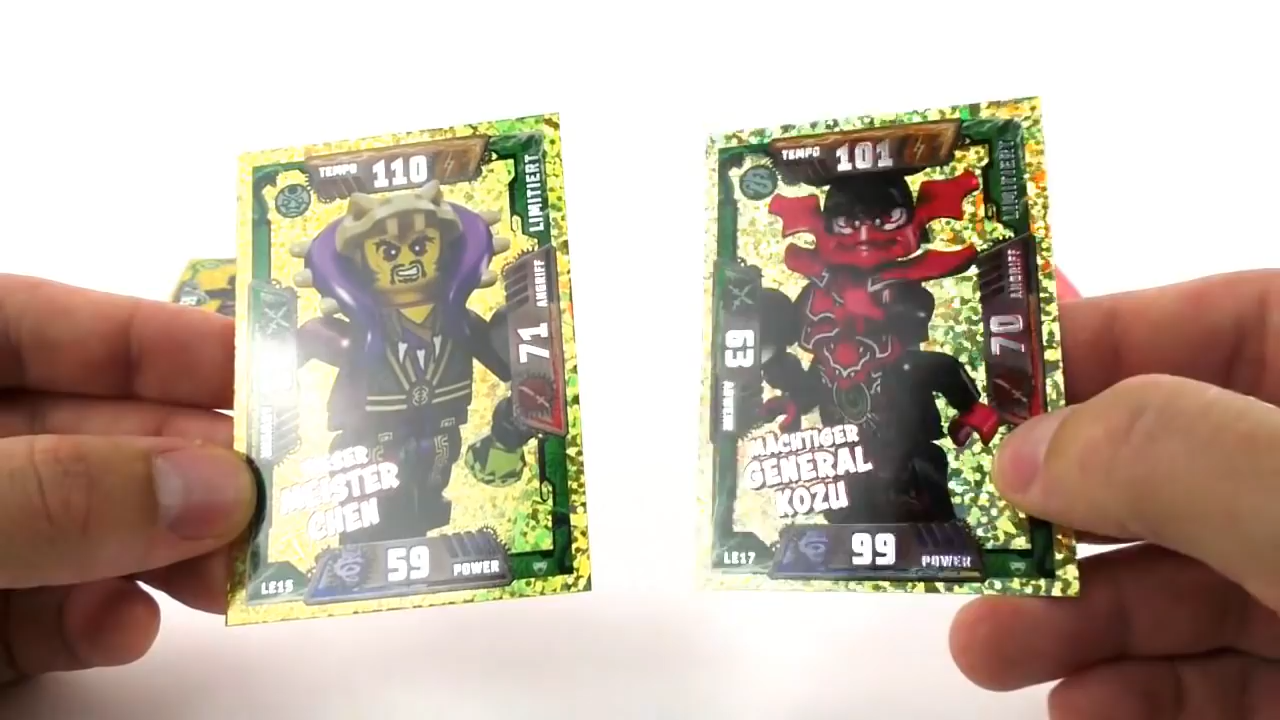 TEMPO 110
LIMITIERT
71 ANGRIFF
MEISTER
CHEN
59 POWER
LE15
TEMPO 101
LIMITIERT
70 ANGRIFF
63 ABWEHR
MÄCHTIGER
GENERAL
KOZU
99 POWER
LE17